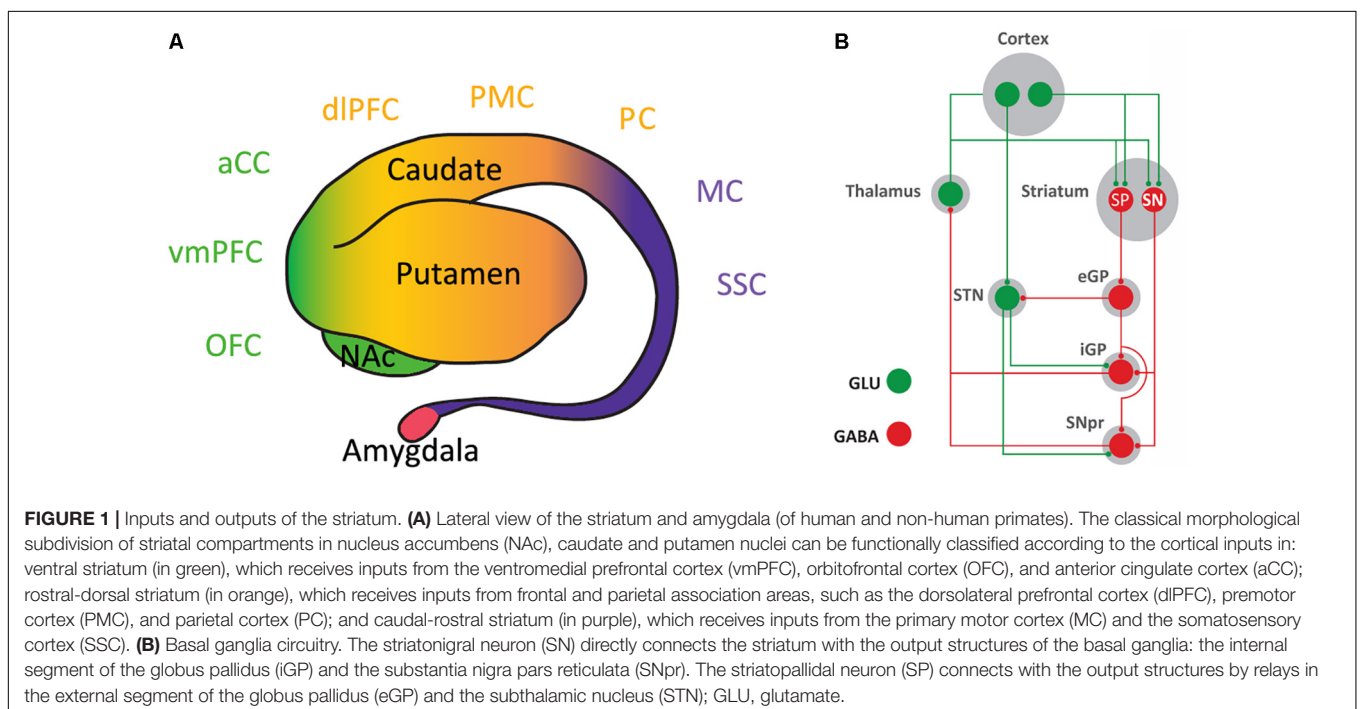 A
dlPFC
PMC
PC
aCC
Caudate
MC
vmPFC
Putamen
SSC
OFC
NAc
Amygdala
B
Cortex
Thalamus
Striatum
SP
SN
STN
eGP
iGP
GLU
GABA
SNpr
FIGURE 1 | Inputs and outputs of the striatum. (A) Lateral view of the striatum and amygdala (of human and non-human primates). The classical morphological
subdivision of striatal compartments in nucleus accumbens (NAc), caudate and putamen nuclei can be functionally classified according to the cortical inputs in:
ventral striatum (in green), which receives inputs from the ventromedial prefrontal cortex (vmPFC), orbitofrontal cortex (OFC), and anterior cingulate cortex (aCC);
rostral-dorsal striatum (in orange), which receives inputs from frontal and parietal association areas, such as the dorsolateral prefrontal cortex (dlPFC), premotor
cortex (PMC), and parietal cortex (PC); and caudal-rostral striatum (in purple), which receives inputs from the primary motor cortex (MC) and the somatosensory
cortex (SSC). (B) Basal ganglia circuitry. The striatonigral neuron (SN) directly connects the striatum with the output structures of the basal ganglia: the internal
segment of the globus pallidus (iGP) and the substantia nigra pars reticulata (SNpr). The striatopallidal neuron (SP) connects with the output structures by relays in
the external segment of the globus pallidus (eGP) and the subthalamic nucleus (STN); GLU, glutamate.